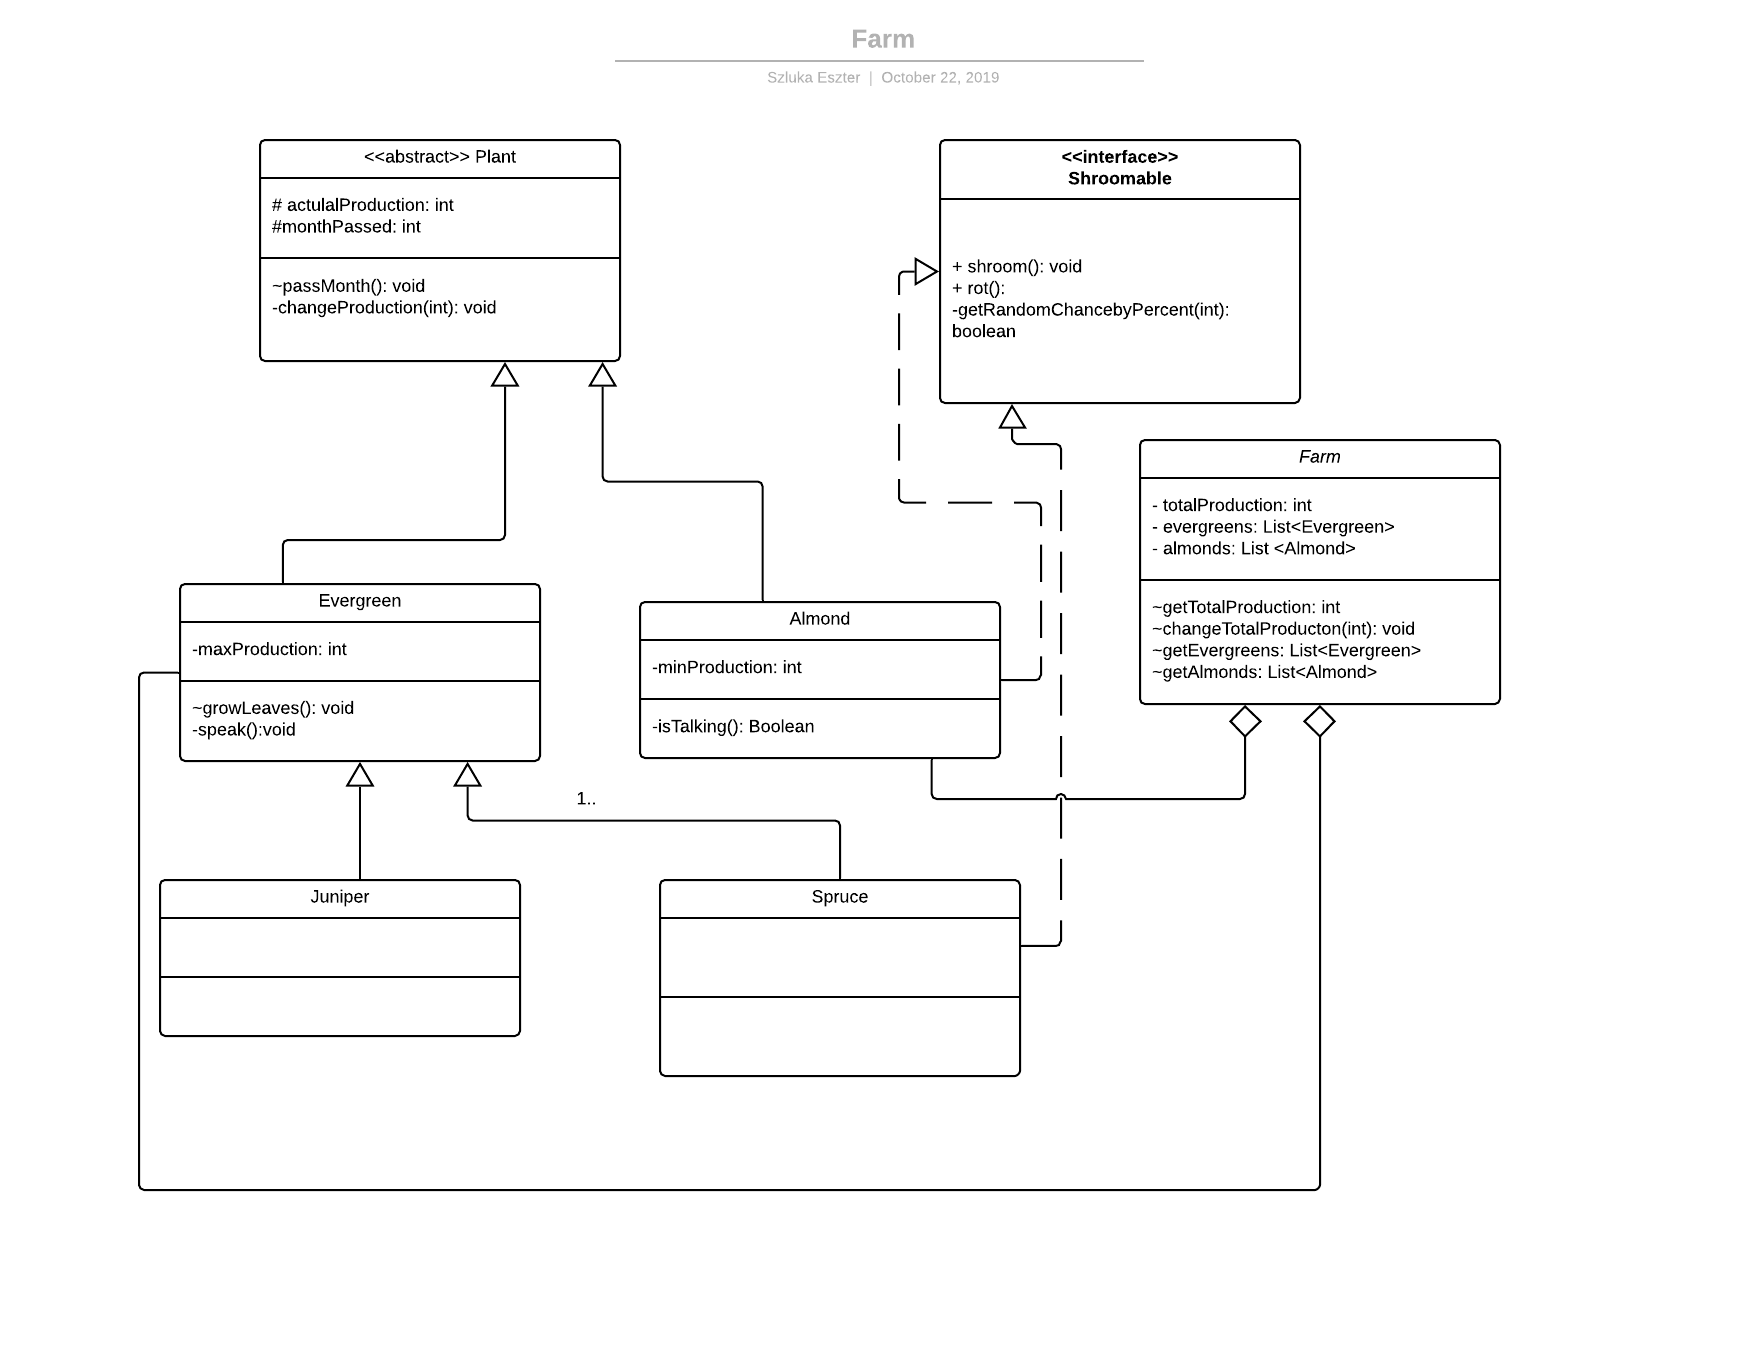 Farm
Szluka Eszter | October 22, 2019
<<abstract>> Plant
# actulalProduction: int
#monthPassed: int
~passMonth(): void
-changeProduction(int): void
<<interface>>
Shroomable
+ shroom(): void
+ rot():
-getRandomChancebyPercent(int):
boolean
Farm
- totalProduction: int
- evergreens: List<Evergreen>
- almonds: List <Almond>
~getTotalProduction: int
~changeTotalProducton(int): void
~getEvergreens: List<Evergreen>
~getAlmonds: List<Almond>
Evergreen
-maxProduction: int
~growLeaves(): void
-speak():void
Almond
-minProduction: int
-isTalking(): Boolean
1..
Juniper
Spruce